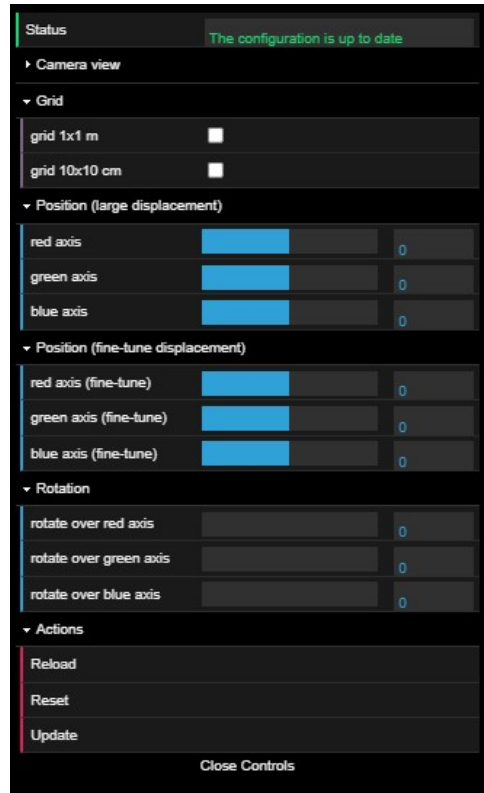 Status The configuration is up to date
Camera view
Grid
grid 1x1 m
grid 10x10 cm
Position (large displacement)
red axis 0
green axis 0
blue axis 0
Position (fine-tune displacement)
red axis (fine-tune) 0
green axis (fine-tune) 0
blue axis (fine-tune) 0
Rotation
rotate over red axis 0
rotate over green axis 0
rotate over blue axis 0
Actions
Reload
Reset
Update
Close Controls